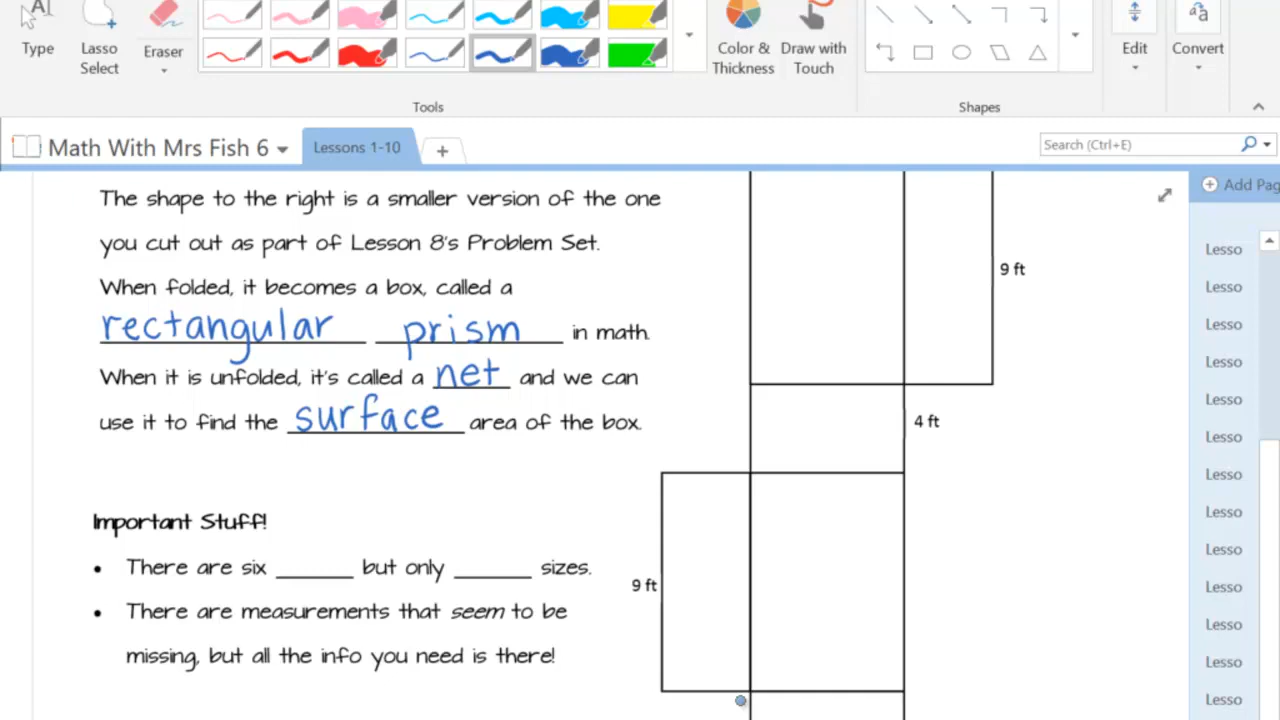 Type
Lasso
Select
Eraser
Color &
Thickness
Draw with
Touch
Edit
Convert
Tools
Shapes
Math With Mrs Fish 6
Lessons 1-10
Search (Ctrl+E)
Add Pag
The shape to the right is a smaller version of the one
you cut out as part of Lesson 8's Problem Set.
When folded, it becomes a box, called a
rectangular prism in math.
When it is unfolded, it's called a net and we can
use it to find the surface area of the box.
Important Stuff!
• There are six ______ but only ______ sizes.
• There are measurements that seem to be
missing, but all the info you need is there!
9 ft
4 ft
9 ft
Lesso
Lesso
Lesso
Lesso
Lesso
Lesso
Lesso
Lesso
Lesso
Lesso
Lesso
Lesso
Lesso